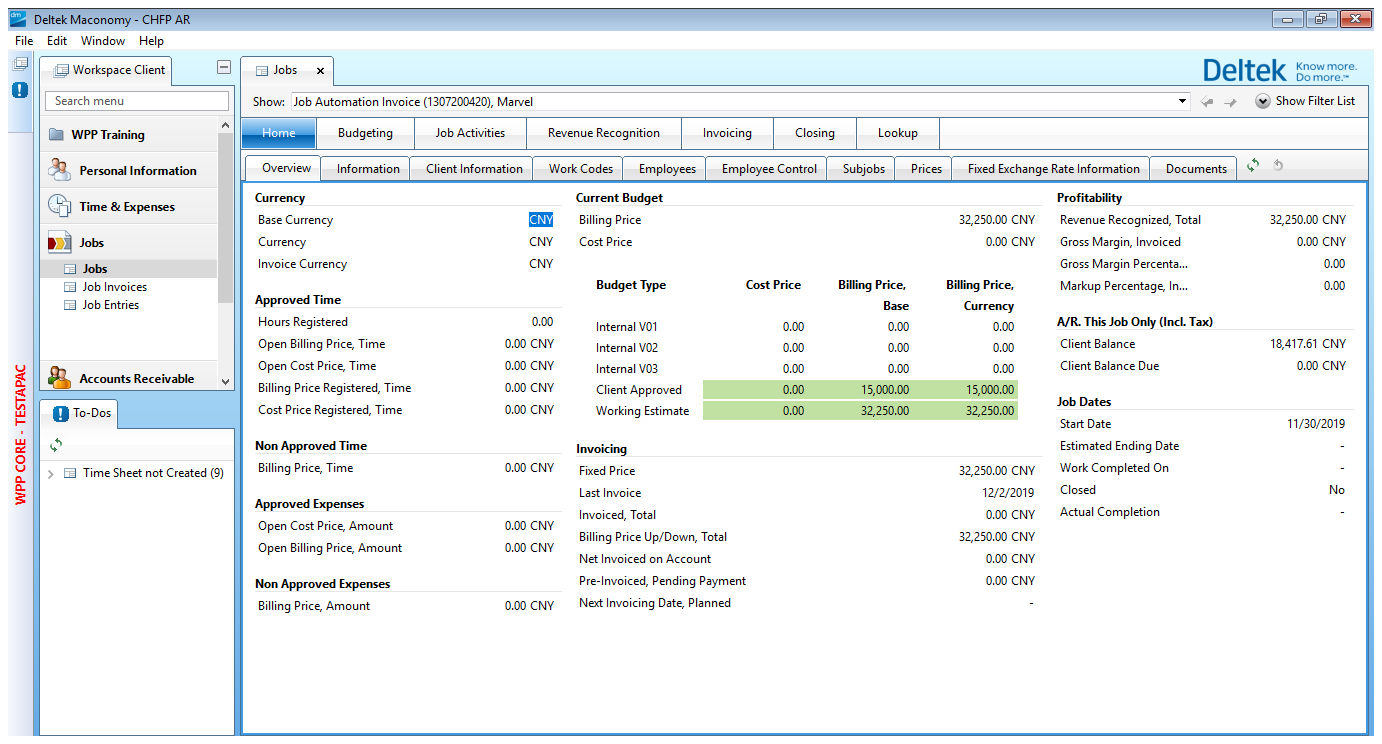 dm Deltek Maconomy - CHFP AR
File Edit Window Help
Workspace Client
Search menu
WPP Training
Personal Information
Time & Expenses
Jobs
Jobs
Job Invoices
Job Entries
Accounts Receivable
To-Dos
Time Sheet not Created (9)
WPP CORE - TESTAPAC
Jobs x
Deltek Know more. Do more.™
Show: Job Automation Invoice (1307200420), Marvel
Show Filter List
Home Budgeting Job Activities Revenue Recognition Invoicing Closing Lookup
Overview Information Client Information Work Codes Employees Employee Control Subjobs Prices Fixed Exchange Rate Information Documents
Currency
Base Currency CNY
Currency CNY
Invoice Currency CNY
Approved Time
Hours Registered 0.00
Open Billing Price, Time 0.00 CNY
Open Cost Price, Time 0.00 CNY
Billing Price Registered, Time 0.00 CNY
Cost Price Registered, Time 0.00 CNY
Non Approved Time
Billing Price, Time 0.00 CNY
Approved Expenses
Open Cost Price, Amount 0.00 CNY
Open Billing Price, Amount 0.00 CNY
Non Approved Expenses
Billing Price, Amount 0.00 CNY
Current Budget
Billing Price 32,250.00 CNY
Cost Price 0.00 CNY
Budget Type Cost Price Billing Price, Base Billing Price, Currency
Internal V01 0.00 0.00 0.00
Internal V02 0.00 0.00 0.00
Internal V03 0.00 0.00 0.00
Client Approved 0.00 15,000.00 15,000.00
Working Estimate 0.00 32,250.00 32,250.00
Invoicing
Fixed Price 32,250.00 CNY
Last Invoice 12/2/2019
Invoiced, Total 0.00 CNY
Billing Price Up/Down, Total 32,250.00 CNY
Net Invoiced on Account 0.00 CNY
Pre-Invoiced, Pending Payment 0.00 CNY
Next Invoicing Date, Planned -
Profitability
Revenue Recognized, Total 32,250.00 CNY
Gross Margin, Invoiced 0.00 CNY
Gross Margin Percenta... 0.00
Markup Percentage, In... 0.00
A/R. This Job Only (Incl. Tax)
Client Balance 18,417.61 CNY
Client Balance Due 0.00 CNY
Job Dates
Start Date 11/30/2019
Estimated Ending Date -
Work Completed On -
Closed No
Actual Completion -